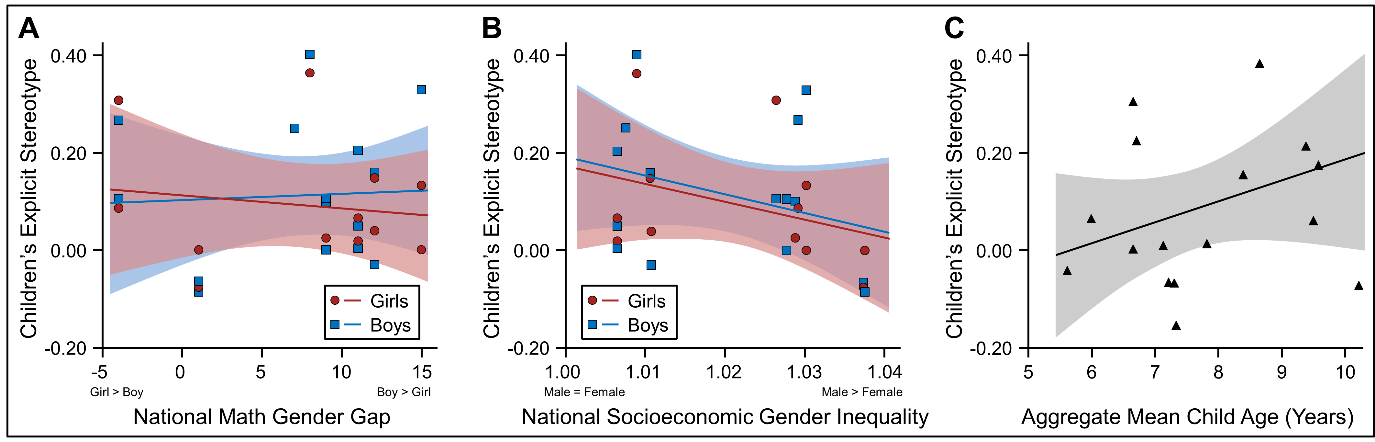 A
Children's Explicit Stereotype
0.40
0.20
0.00
-0.20
-5
0
5
10
15
Girl > Boy
Boy > Girl
National Math Gender Gap
Girls
Boys
B
Children's Explicit Stereotype
0.40
0.20
0.00
-0.20
1.00
1.01
1.02
1.03
1.04
Male = Female
Male > Female
National Socioeconomic Gender Inequality
Girls
Boys
C
Children's Explicit Stereotype
0.40
0.20
0.00
-0.20
5
6
7
8
9
10
Aggregate Mean Child Age (Years)